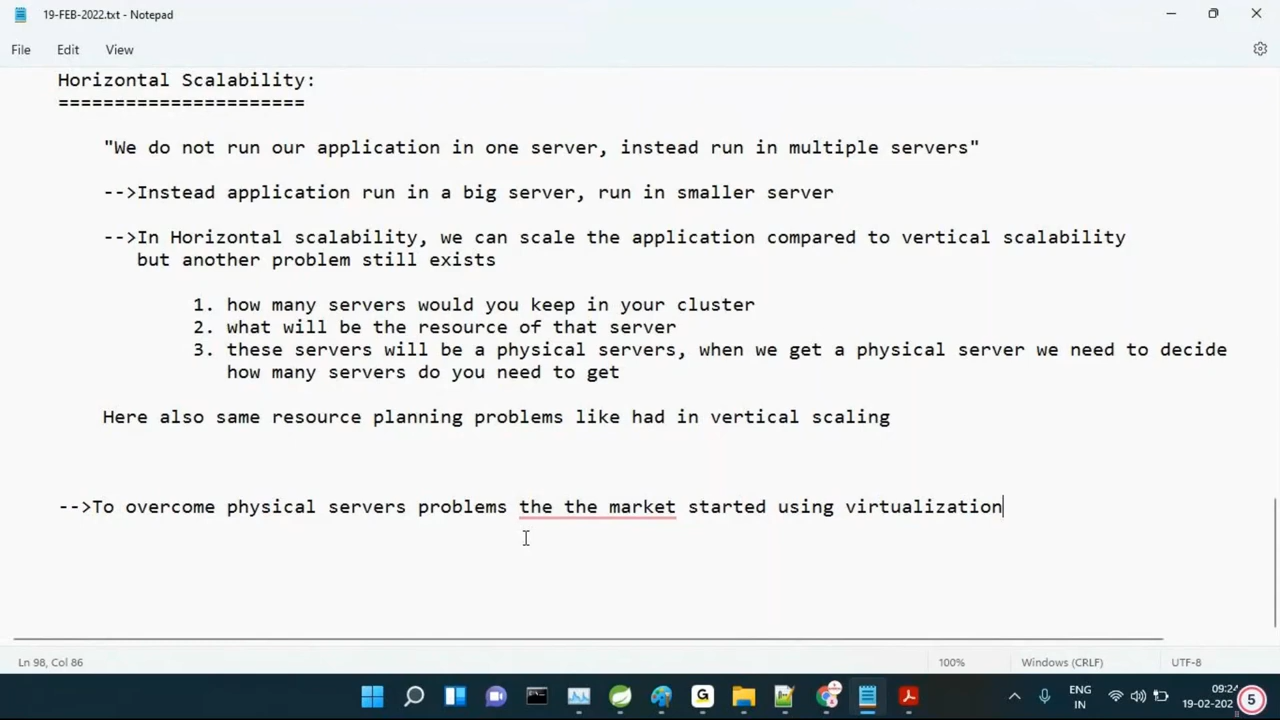 19-FEB-2022.txt - Notepad
File Edit View
Horizontal Scalability:
======================
"We do not run our application in one server, instead run in multiple servers"
-->Instead application run in a big server, run in smaller server
-->In Horizontal scalability, we can scale the application compared to vertical scalability
but another problem still exists
1. how many servers would you keep in your cluster
2. what will be the resource of that server
3. these servers will be a physical servers, when we get a physical server we need to decide
how many servers do you need to get
Here also same resource planning problems like had in vertical scaling
-->To overcome physical servers problems the the market started using virtualization
Ln 98, Col 86 100% Windows (CRLF) UTF-8
ENG 09:24
IN 19-02-202 5